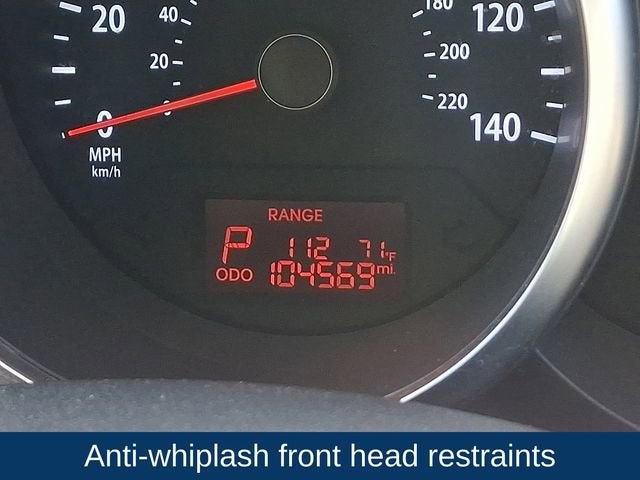 20
40
20
0
0
MPH
km/h
180
120
200
220
140
RANGE
P 112 71°F
ODO 104569 mi.
Anti-whiplash front head restraints